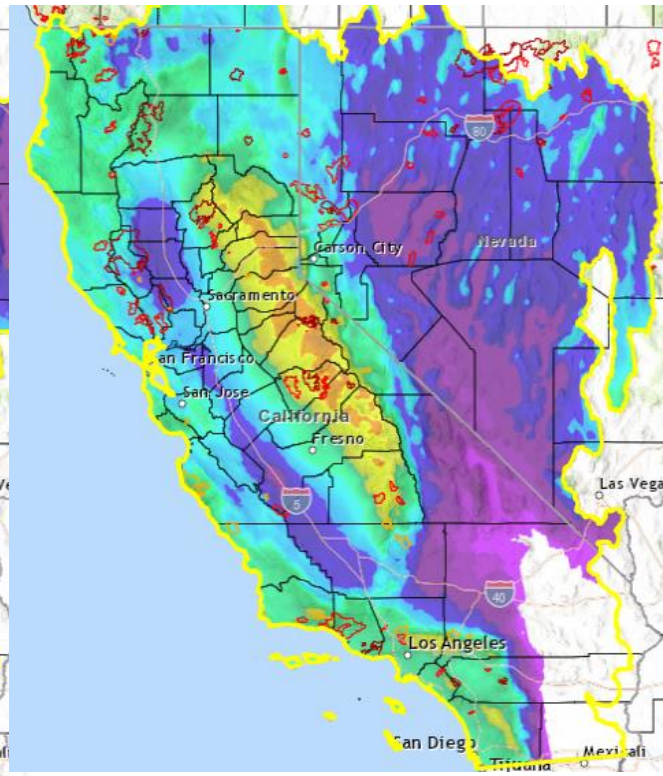 80
Carson City
Nevada
Sacramento
an Francisco
San Jose
California
Fresno
5
Las Vega
40
Los Angeles
San Diego
Tijuana
Mexicali